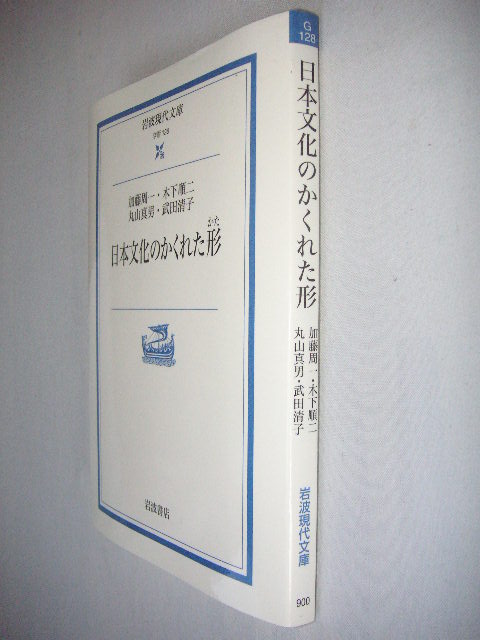 岩波現代文庫
学術 128
加藤周一・木下順二
丸山真男・武田清子
日本文化のかくれた形
かた
岩波書店
G
128
日本文化のかくれた形
加藤周一・木下順二
丸山真男・武田清子
岩波現代文庫
900